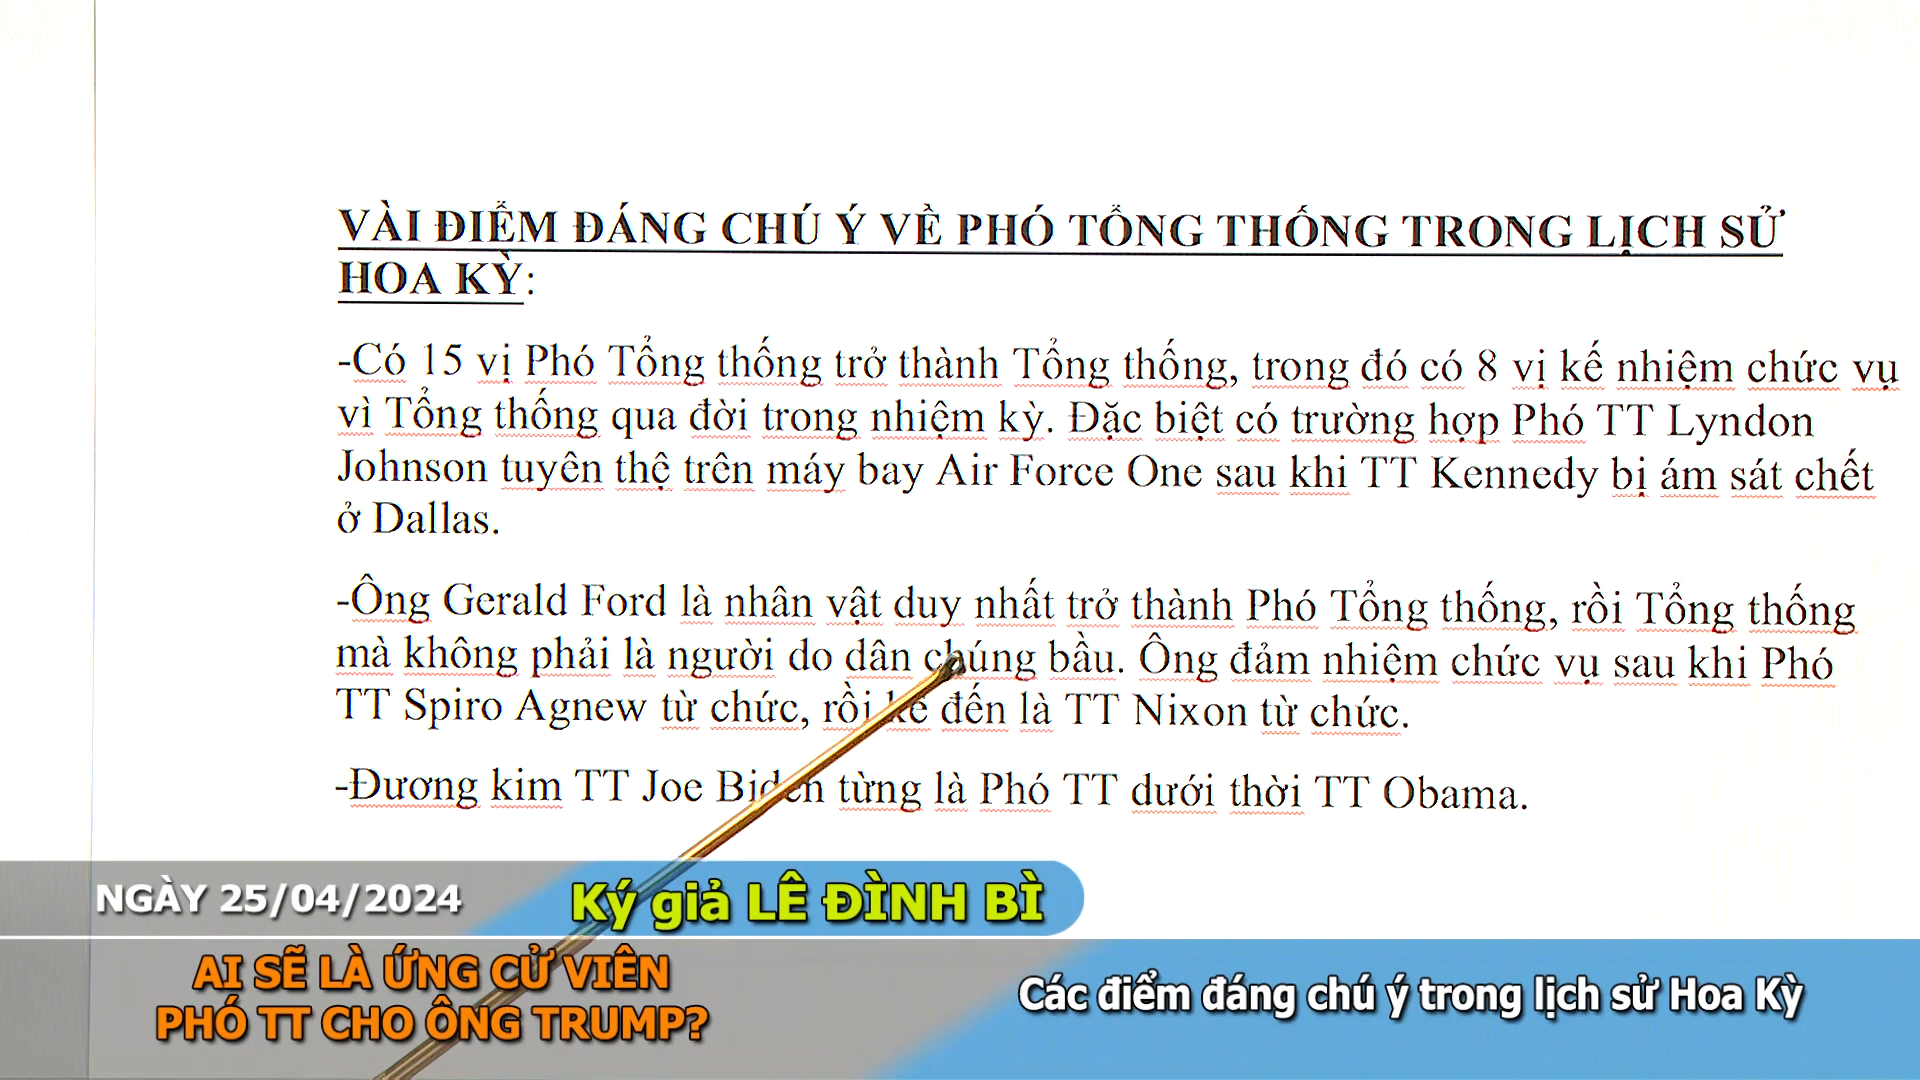 VÀI ĐIỂM ĐÁNG CHÚ Ý VỀ PHÓ TỔNG THỐNG TRONG LỊCH SỬ
HOA KỲ:
-Có 15 vị Phó Tổng thống trở thành Tổng thống, trong đó có 8 vị kế nhiệm chức vụ
vì Tổng thống qua đời trong nhiệm kỳ. Đặc biệt có trường hợp Phó TT Lyndon
Johnson tuyên thệ trên máy bay Air Force One sau khi TT Kennedy bị ám sát chết
ở Dallas.
-Ông Gerald Ford là nhân vật duy nhất trở thành Phó Tổng thống, rồi Tổng thống
mà không phải là người do dân chúng bầu. Ông đảm nhiệm chức vụ sau khi Phó
TT Spiro Agnew từ chức, rồi kế đến là TT Nixon từ chức.
-Đương kim TT Joe Biden từng là Phó TT dưới thời TT Obama.
NGÀY 25/04/2024
Ký giả LÊ ĐÌNH BÌ
AI SẼ LÀ ỨNG CỬ VIÊN
PHÓ TT CHO ÔNG TRUMP?
Các điểm đáng chú ý trong lịch sử Hoa Kỳ